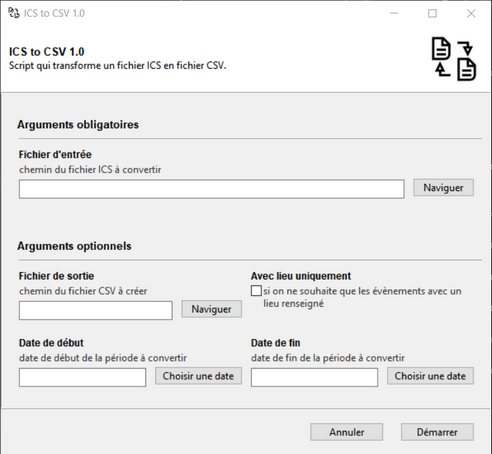 ICS to CSV 1.0
ICS to CSV 1.0
Script qui transforme un fichier ICS en fichier CSV.
Arguments obligatoires
Fichier d'entrée
chemin du fichier ICS à convertir
Naviguer
Arguments optionnels
Fichier de sortie
chemin du fichier CSV à créer
Naviguer
Avec lieu uniquement
si on ne souhaite que les évènements avec un
lieu renseigné
Date de début
date de début de la période à convertir
Choisir une date
Date de fin
date de fin de la période à convertir
Choisir une date
Annuler
Démarrer